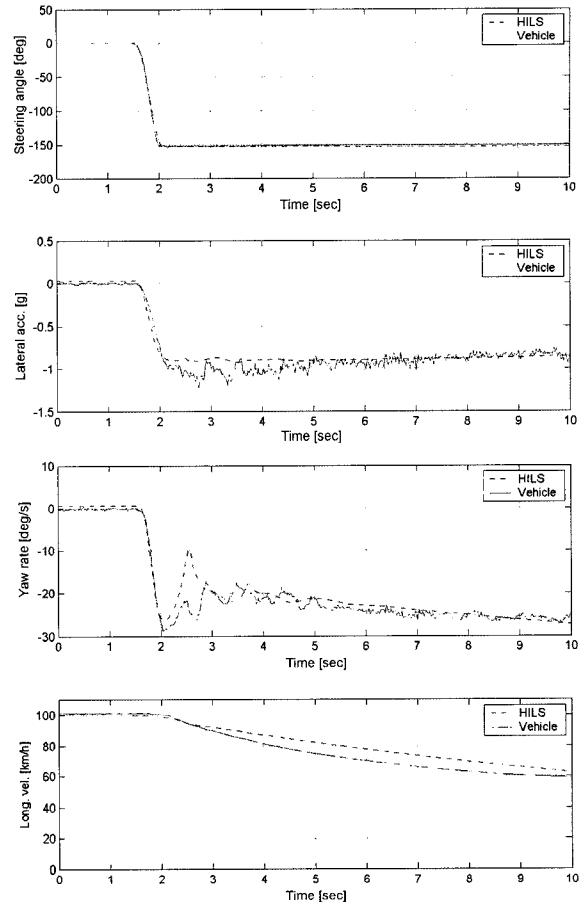 50
0
-50
-100
-150
-200
Steering angle [deg]
HILS
Vehicle
0 1 2 3 4 5 6 7 8 9 10
Time [sec]
0.5
0
-0.5
-1
-1.5
Lateral acc. [g]
HILS
Vehicle
0 1 2 3 4 5 6 7 8 9 10
Time [sec]
10
0
-10
-20
-30
Yaw rate [deg/s]
HILS
Vehicle
0 1 2 3 4 5 6 7 8 9 10
Time [sec]
100
80
60
40
20
0
Long. vel. [km/h]
HILS
Vehicle
0 1 2 3 4 5 6 7 8 9 10
Time [sec]